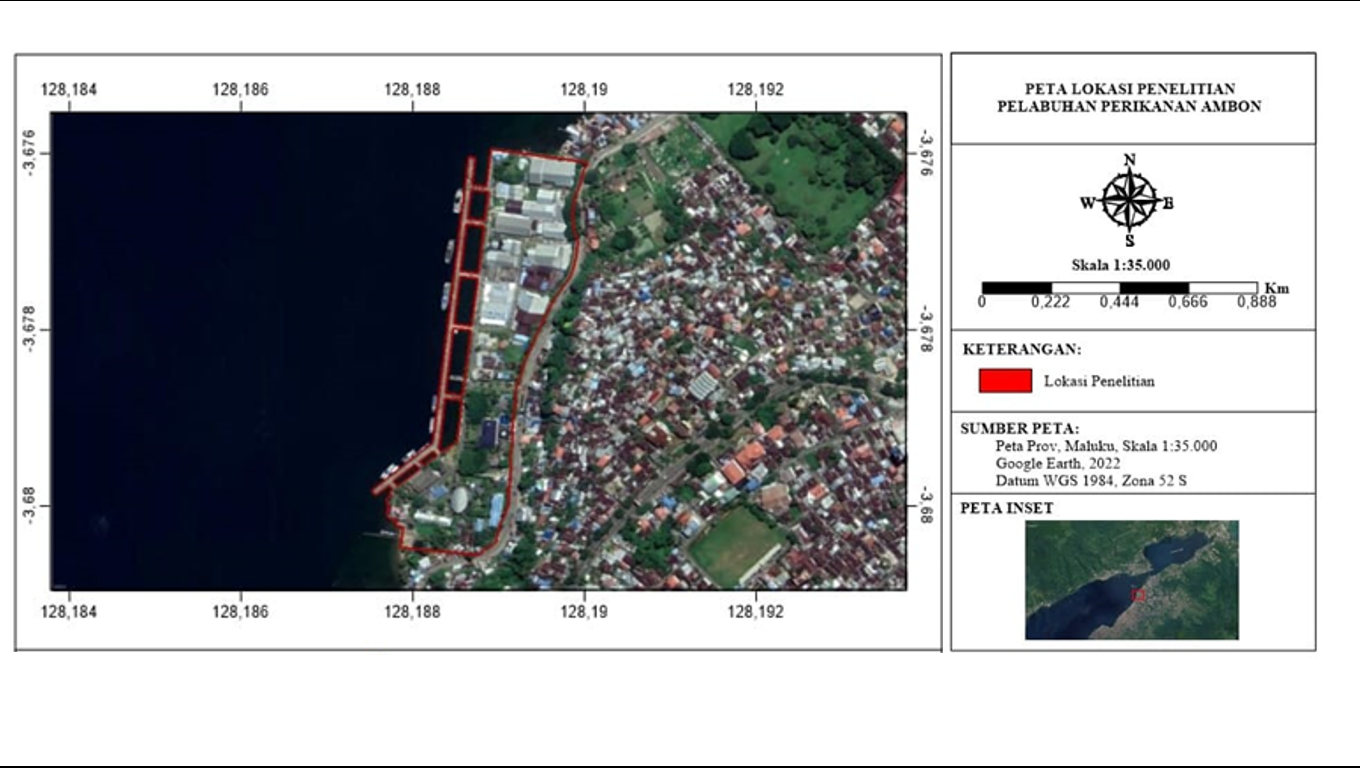 128,184 128,186 128,188 128,19 128,192
-3,676 -3,676
-3,678 -3,678
-3,68 -3,68
128,184 128,186 128,188 128,19 128,192
PETA LOKASI PENELITIAN
PELABUHAN PERIKANAN AMBON
N
W E
S
Skala 1:35.000
Km
0 0,222 0,444 0,666 0,888
KETERANGAN:
Lokasi Penelitian
SUMBER PETA:
Peta Prov, Maluku, Skala 1:35.000
Google Earth, 2022
Datum WGS 1984, Zona 52 S
PETA INSET